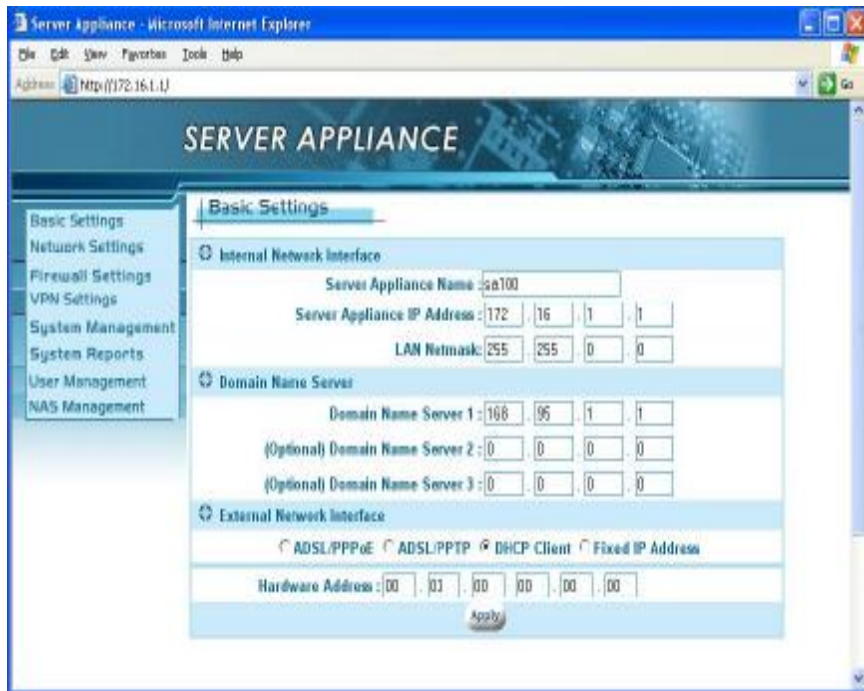 Server Appliance - Microsoft Internet Explorer
File Edit View Favorites Tools Help
Address http://172.16.1.1/ Go
SERVER APPLIANCE
Basic Settings
Network Settings
Firewall Settings
VPN Settings
System Management
System Reports
User Management
NAS Management
Basic Settings
Internal Network Interface
Server Appliance Name : sa100
Server Appliance IP Address : 172 . 16 . 1 . 1
LAN Netmask: 255 . 255 . 0 . 0
Domain Name Server
Domain Name Server 1 : 168 . 95 . 1 . 1
(Optional) Domain Name Server 2 : 0 . 0 . 0 . 0
(Optional) Domain Name Server 3 : 0 . 0 . 0 . 0
External Network Interface
ADSL/PPPoE ADSL/PPTP DHCP Client Fixed IP Address
Hardware Address : 00 . 03 . 00 . 00 . 00 . 00
Apply